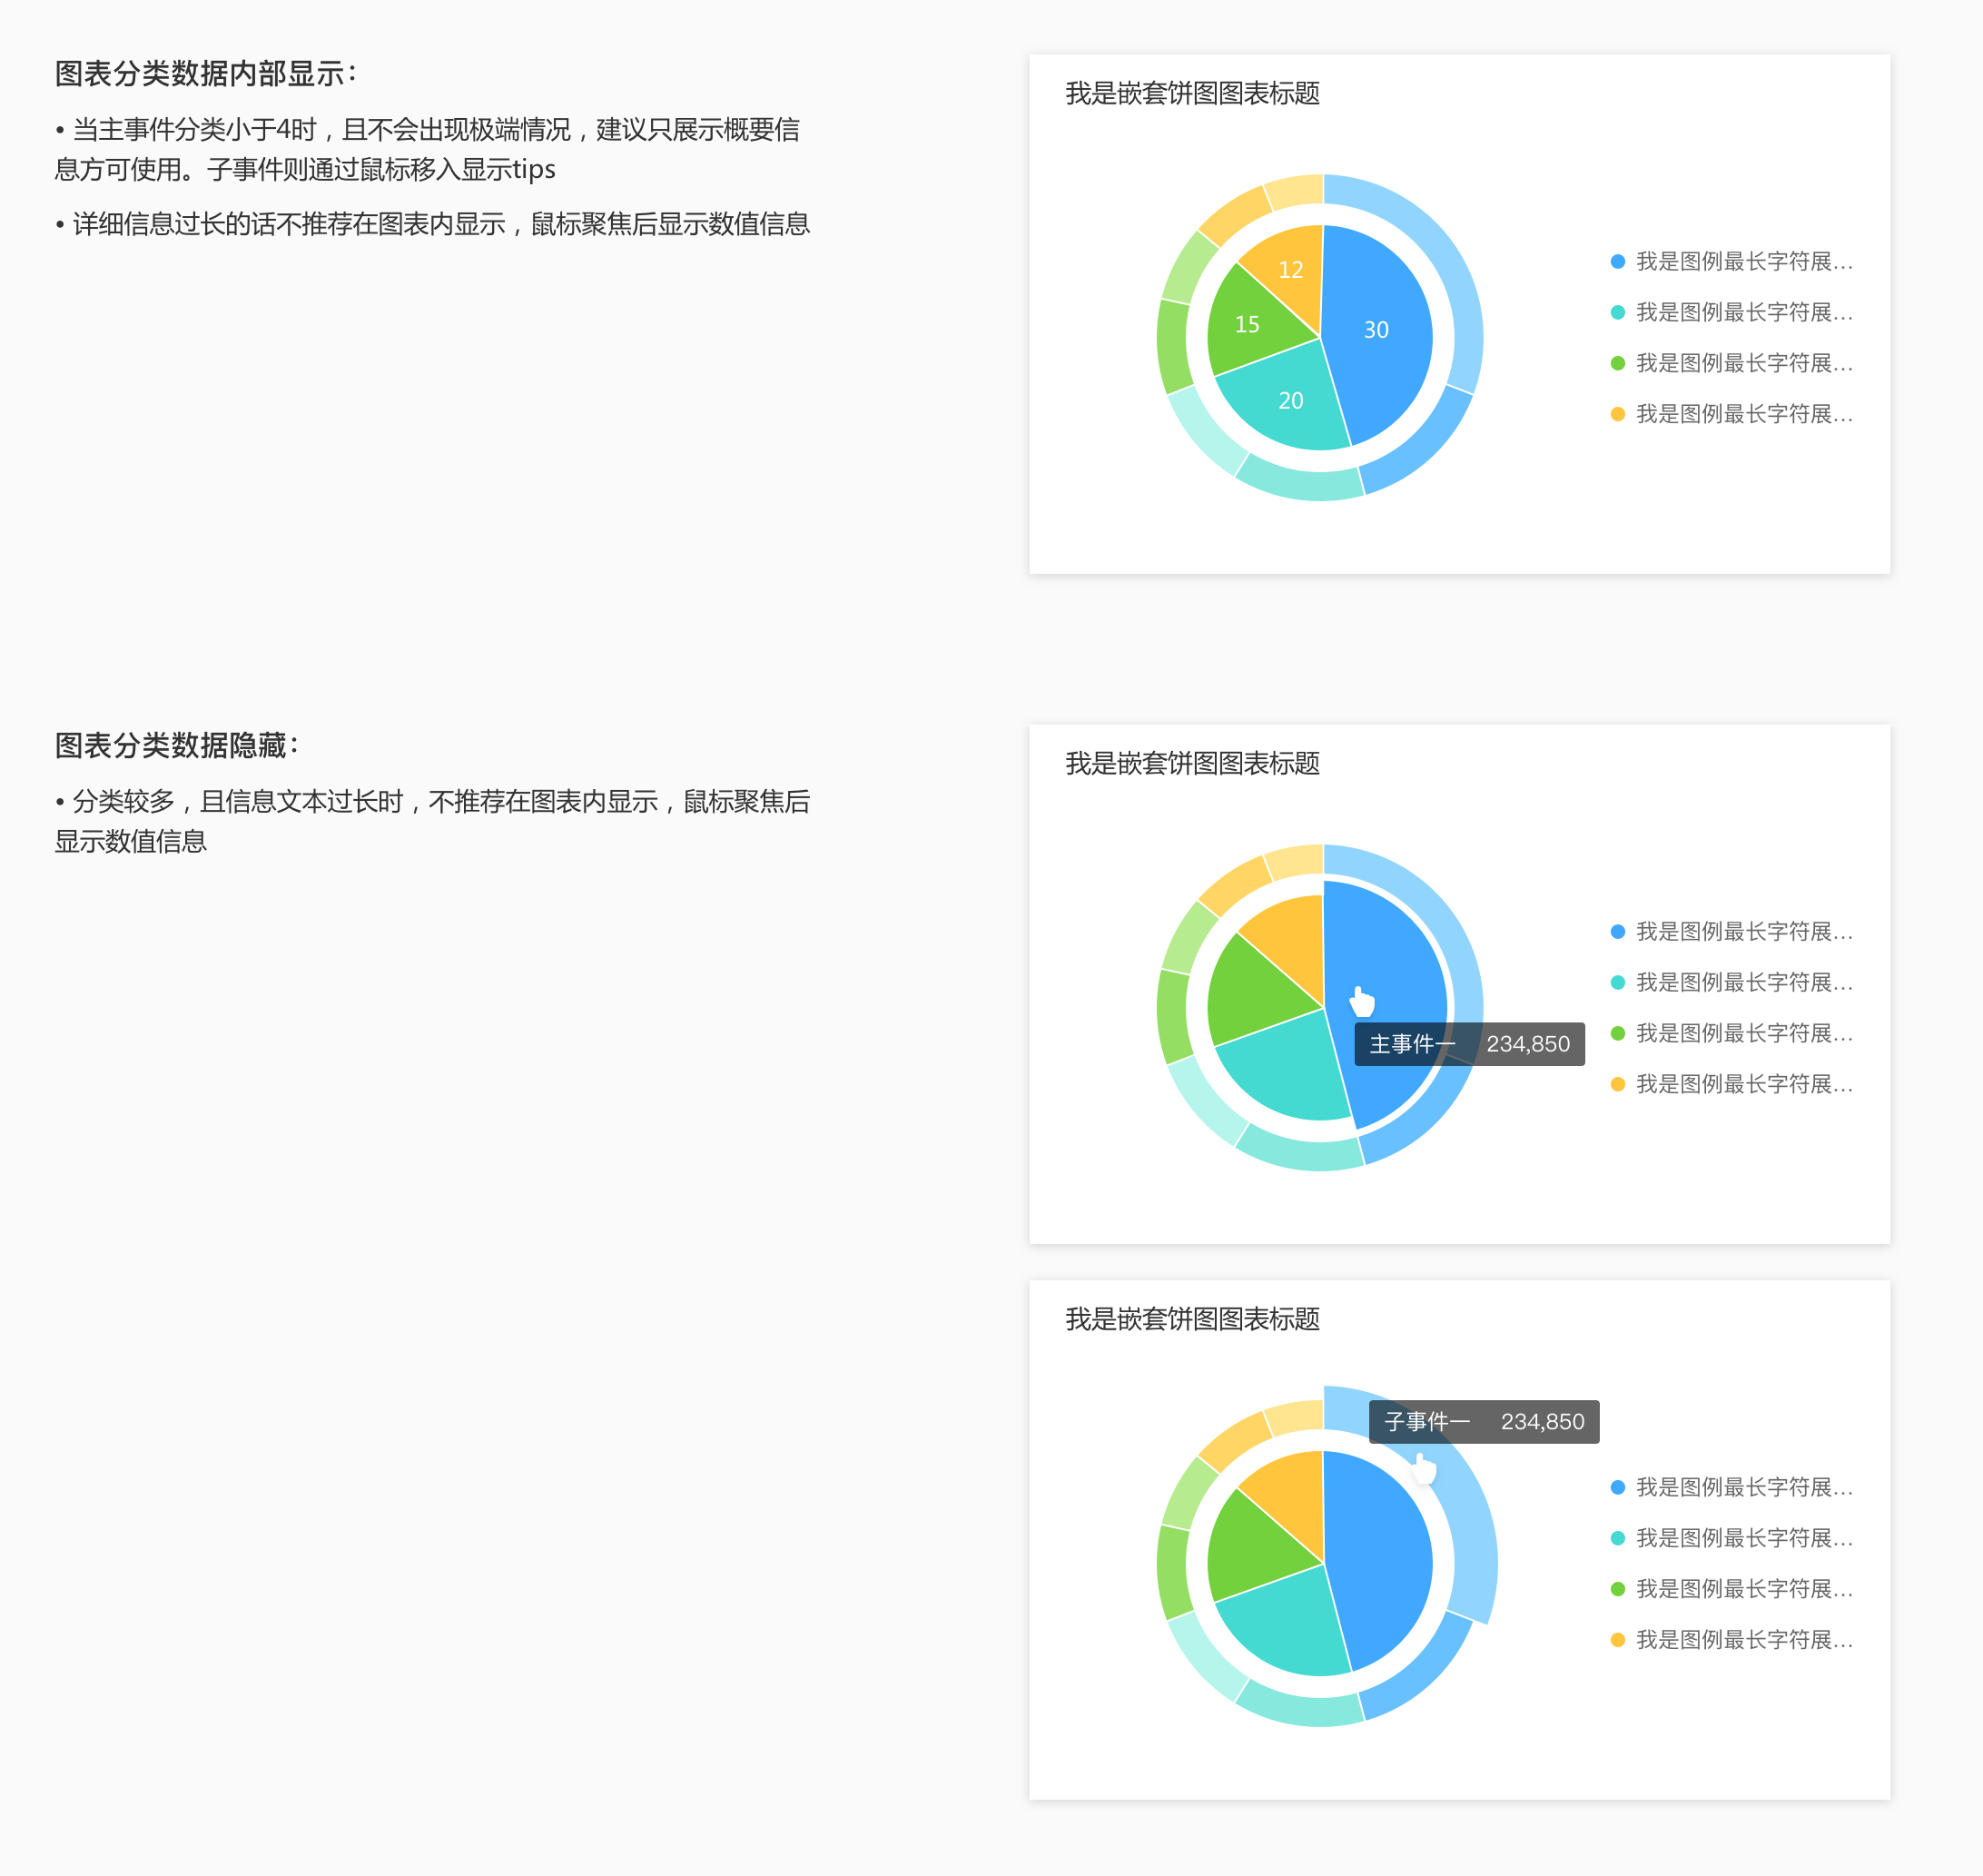 图表分类数据内部显示：
• 当主事件分类小于4时，且不会出现极端情况，建议只展示概要信
息方可使用。子事件则通过鼠标移入显示tips
• 详细信息过长的话不推荐在图表内显示，鼠标聚焦后显示数值信息
我是嵌套饼图图表标题
12
15
30
20
我是图例最长字符展...
我是图例最长字符展...
我是图例最长字符展...
我是图例最长字符展...
图表分类数据隐藏：
• 分类较多，且信息文本过长时，不推荐在图表内显示，鼠标聚焦后
显示数值信息
我是嵌套饼图图表标题
主事件一 234,850
我是图例最长字符展...
我是图例最长字符展...
我是图例最长字符展...
我是图例最长字符展...
我是嵌套饼图图表标题
子事件一 234,850
我是图例最长字符展...
我是图例最长字符展...
我是图例最长字符展...
我是图例最长字符展...